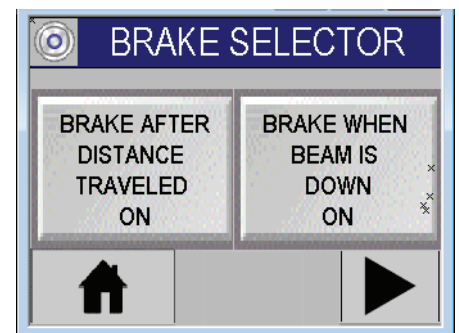 BRAKE SELECTOR
BRAKE AFTER
DISTANCE
TRAVELED
ON
BRAKE WHEN
BEAM IS
DOWN
ON